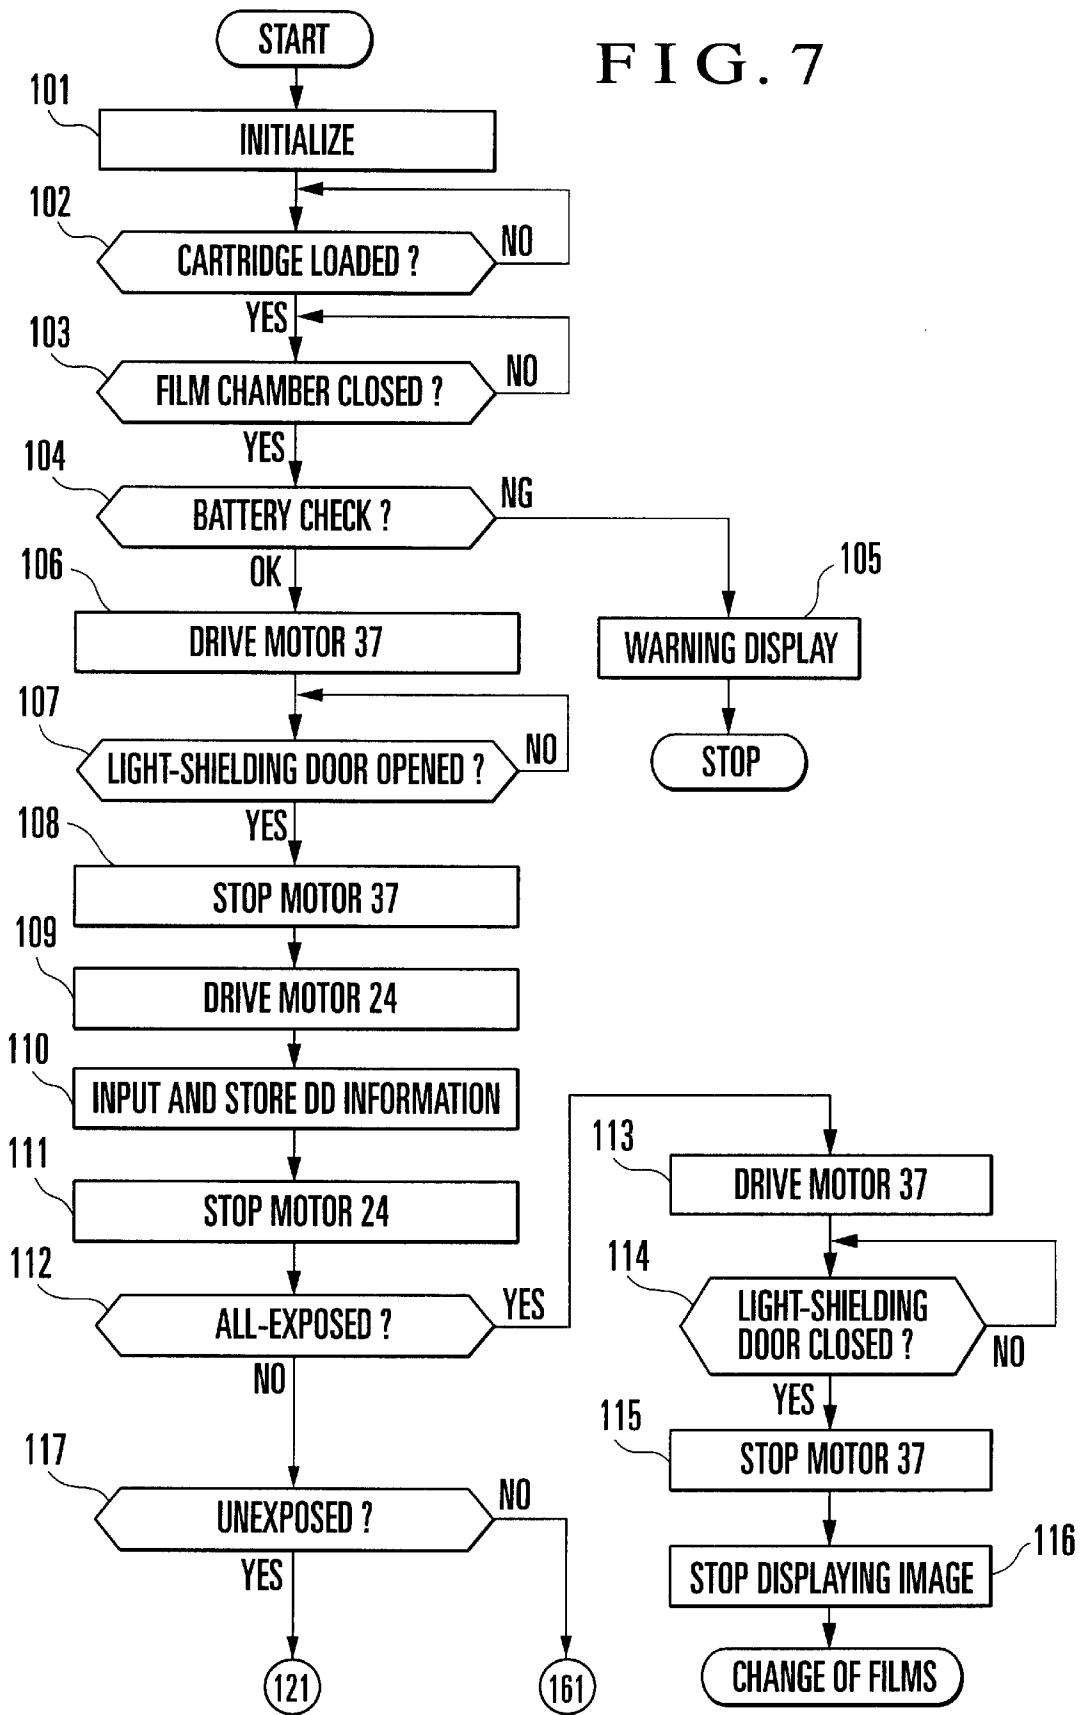 FIG. 7
START
101
INITIALIZE
102
CARTRIDGE LOADED ?
NO
YES
103
FILM CHAMBER CLOSED ?
NO
YES
104
BATTERY CHECK ?
NG
OK
105
WARNING DISPLAY
STOP
106
DRIVE MOTOR 37
107
LIGHT-SHIELDING DOOR OPENED ?
NO
YES
108
STOP MOTOR 37
109
DRIVE MOTOR 24
110
INPUT AND STORE DD INFORMATION
111
STOP MOTOR 24
112
ALL-EXPOSED ?
YES
NO
113
DRIVE MOTOR 37
114
LIGHT-SHIELDING
DOOR CLOSED ?
NO
YES
115
STOP MOTOR 37
116
STOP DISPLAYING IMAGE
CHANGE OF FILMS
117
UNEXPOSED ?
NO
YES
121
161